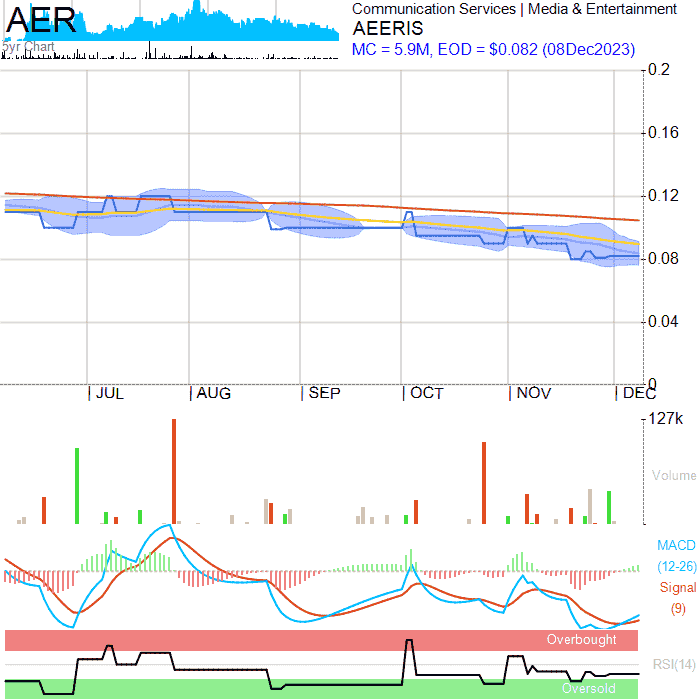 AER
5yr Chart
Communication Services | Media & Entertainment
AEERIS
MC = 5.9M, EOD = $0.082 (08Dec2023)
0.2
0.16
0.12
0.08
0.04
0
JUL AUG SEP OCT NOV DEC
127k
Volume
MACD
(12-26)
Signal
(9)
Overbought
RSI(14)
Oversold